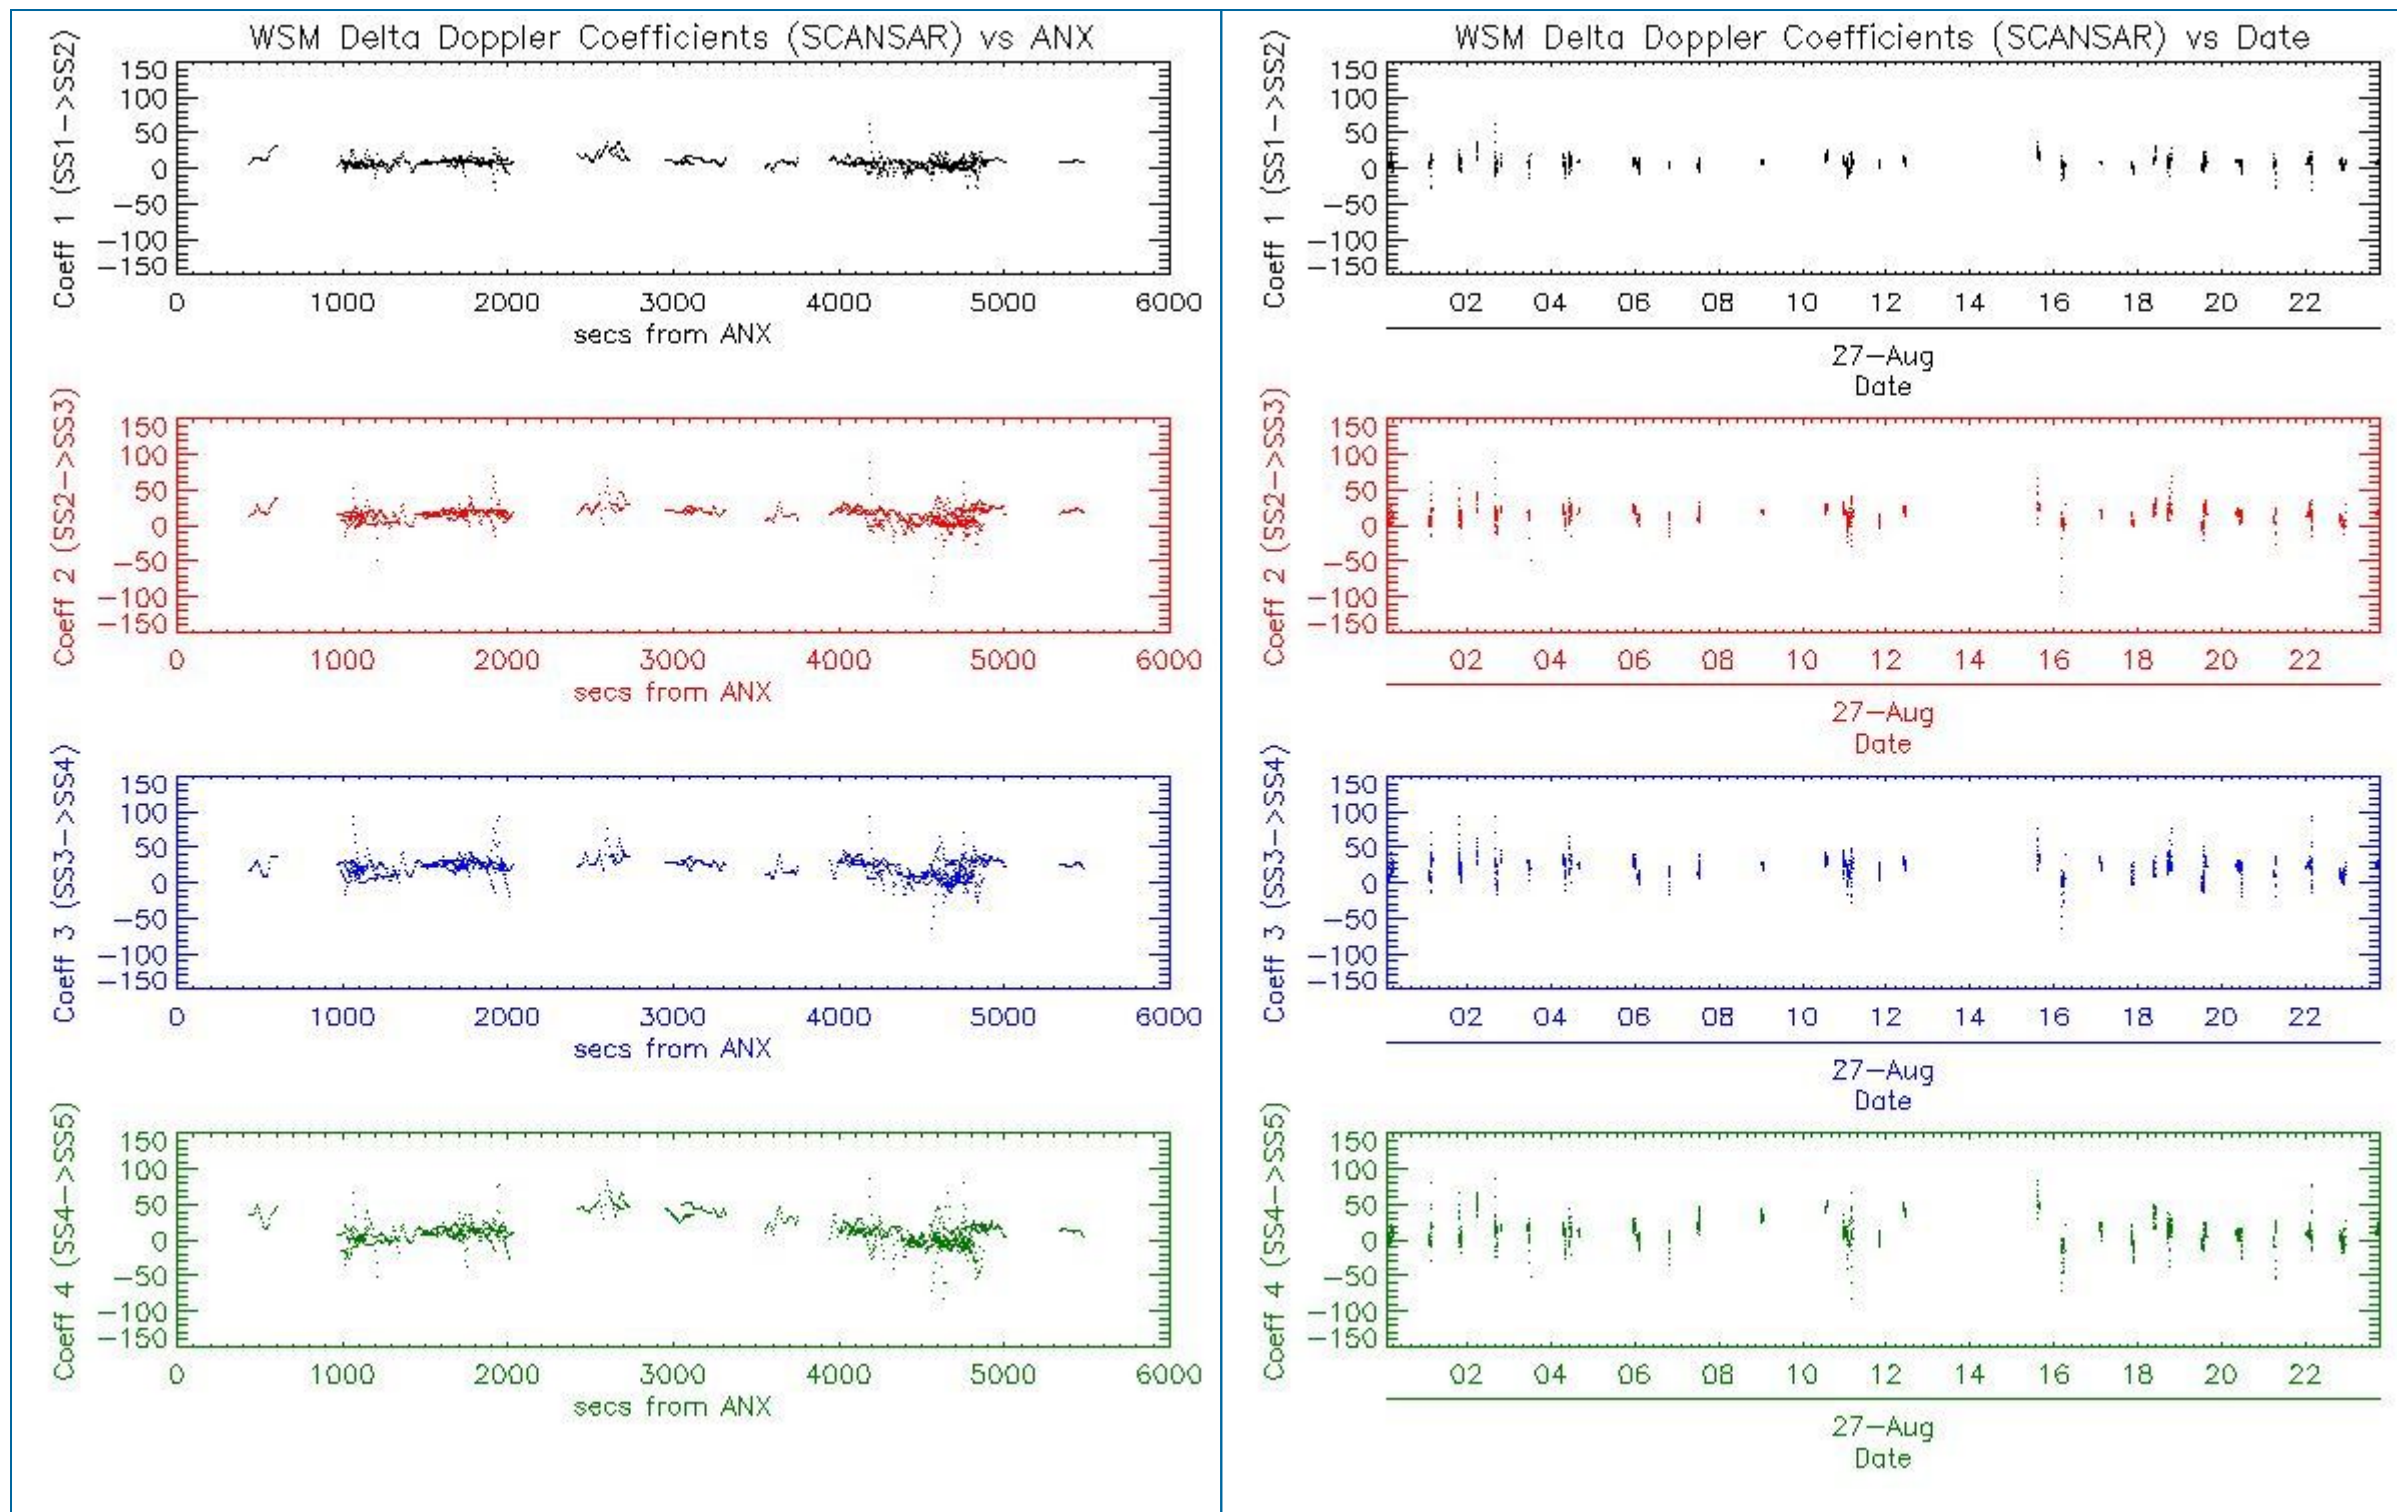 WSM Delta Doppler Coefficients (SCANSAR) vs ANX
Coeff 1 (SS1->SS2)
150
100
50
0
-50
-100
-150
0 1000 2000 3000 4000 5000 6000
secs from ANX
Coeff 2 (SS2->SS3)
150
100
50
0
-50
-100
-150
0 1000 2000 3000 4000 5000 6000
secs from ANX
Coeff 3 (SS3->SS4)
150
100
50
0
-50
-100
-150
0 1000 2000 3000 4000 5000 6000
secs from ANX
Coeff 4 (SS4->SS5)
150
100
50
0
-50
-100
-150
0 1000 2000 3000 4000 5000 6000
secs from ANX
WSM Delta Doppler Coefficients (SCANSAR) vs Date
Coeff 1 (SS1->SS2)
150
100
50
0
-50
-100
-150
02 04 06 08 10 12 14 16 18 20 22
27-Aug
Date
Coeff 2 (SS2->SS3)
150
100
50
0
-50
-100
-150
02 04 06 08 10 12 14 16 18 20 22
27-Aug
Date
Coeff 3 (SS3->SS4)
150
100
50
0
-50
-100
-150
02 04 06 08 10 12 14 16 18 20 22
27-Aug
Date
Coeff 4 (SS4->SS5)
150
100
50
0
-50
-100
-150
02 04 06 08 10 12 14 16 18 20 22
27-Aug
Date